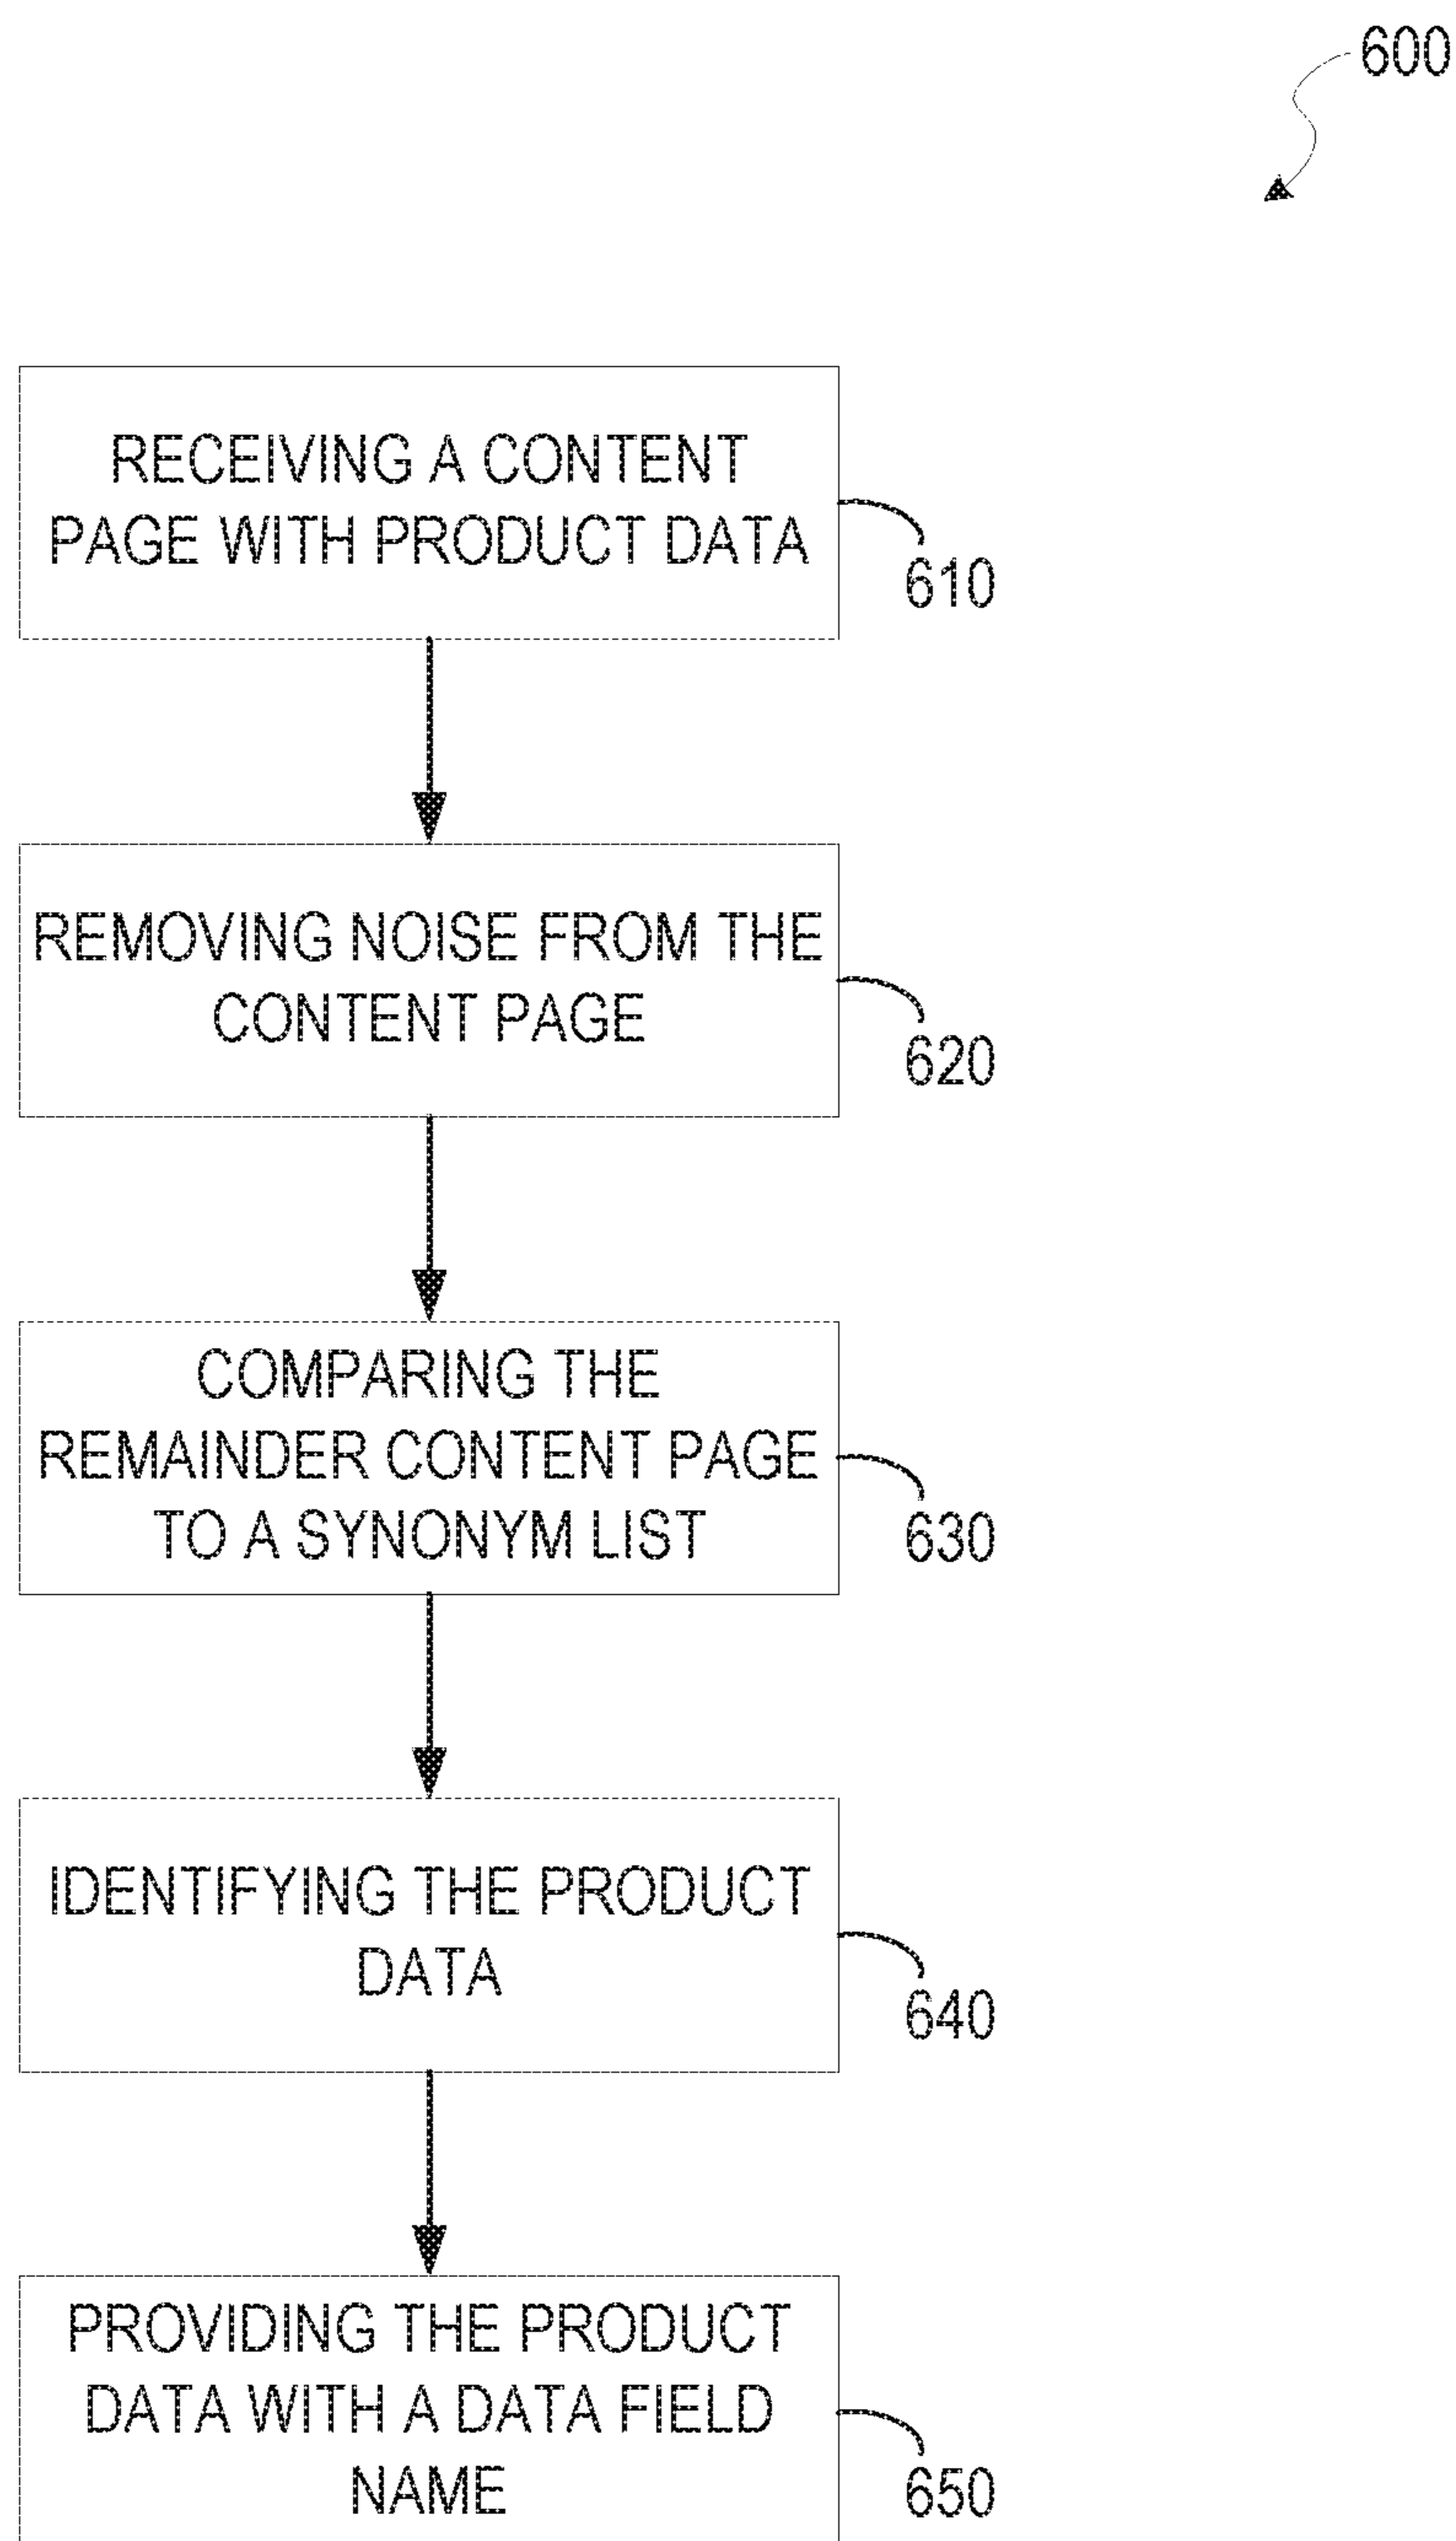 600
RECEIVING A CONTENT
PAGE WITH PRODUCT DATA
610
REMOVING NOISE FROM THE
CONTENT PAGE
620
COMPARING THE
REMAINDER CONTENT PAGE
TO A SYNONYM LIST
630
IDENTIFYING THE PRODUCT
DATA
640
PROVIDING THE PRODUCT
DATA WITH A DATA FIELD
NAME
650